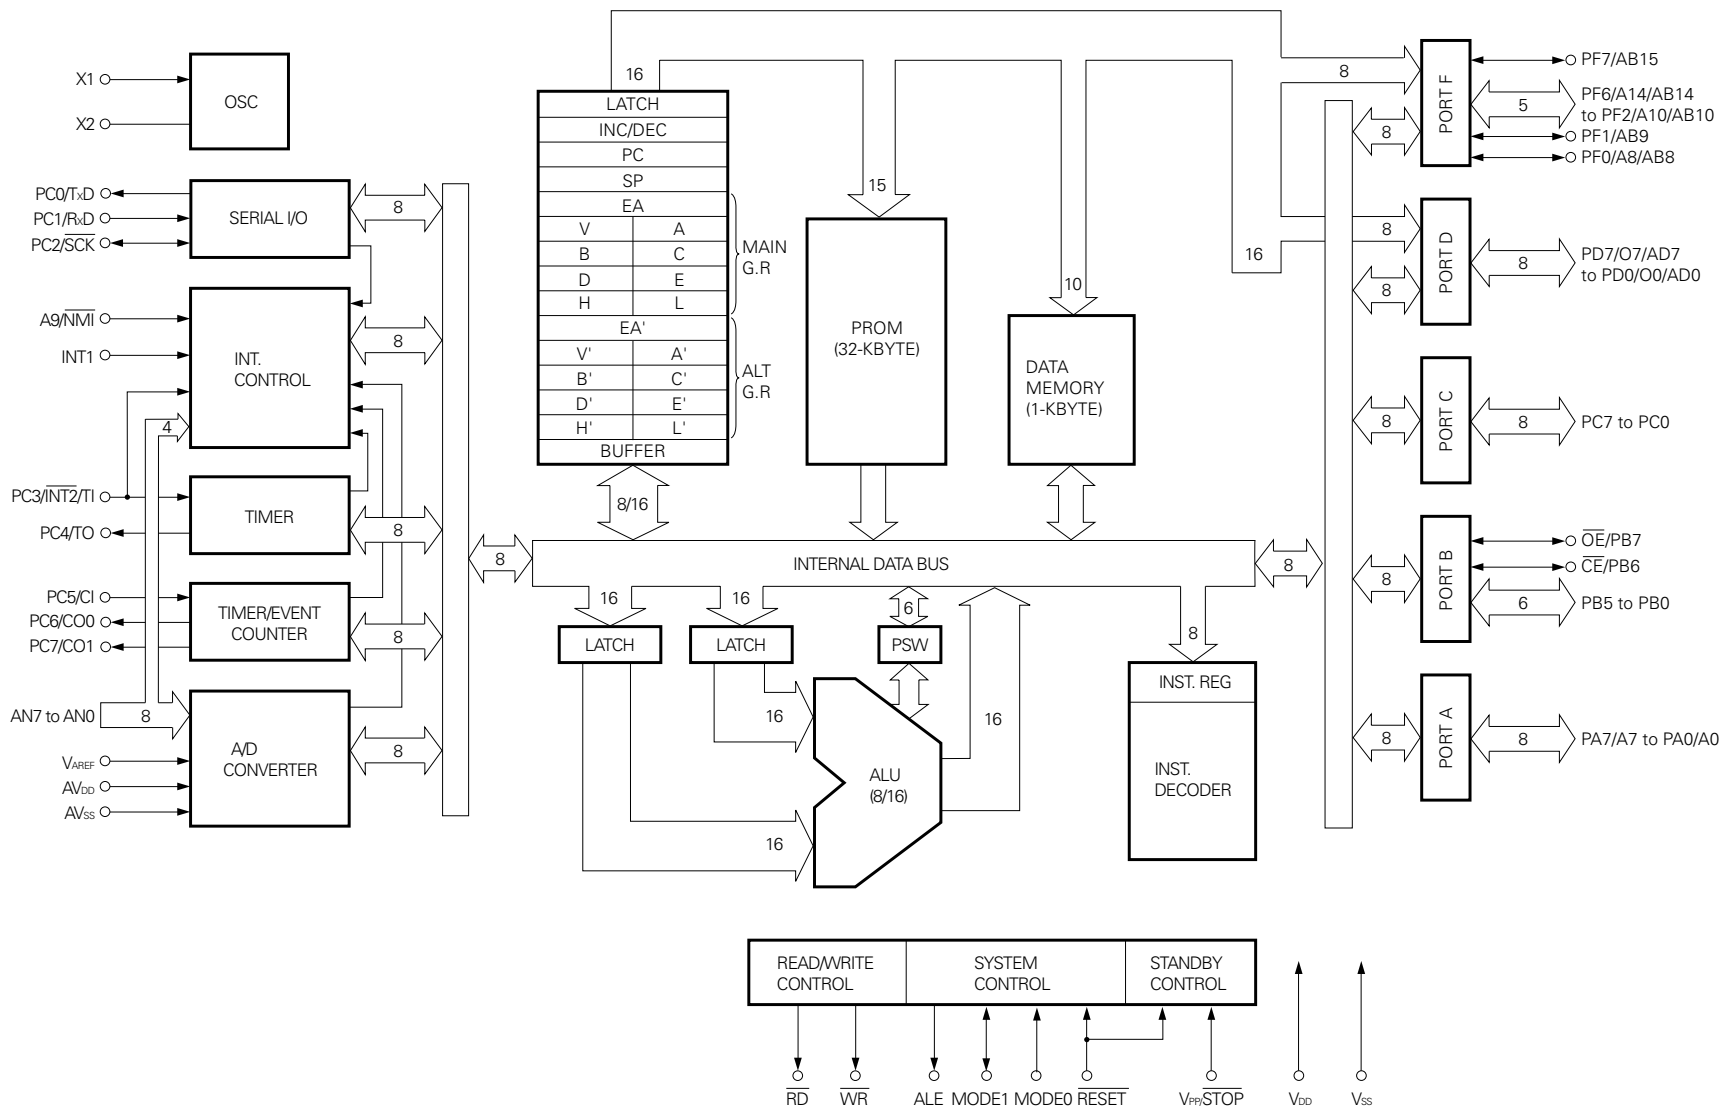 X1
X2
OSC
PC0/TxD
PC1/RxD
PC2/SCK
SERIAL I/O
8
A9/NMI
INT1
INT.
CONTROL
8
4
PC3/INT2/TI
PC4/TO
TIMER
8
PC5/CI
PC6/CO0
PC7/CO1
TIMER/EVENT
COUNTER
8
AN7 to AN0
8
VAREF
AVDD
AVSS
A/D
CONVERTER
8
8
16
LATCH
INC/DEC
PC
SP
EA
V A
B C
D E
H L
MAIN
G.R
EA'
V' A'
B' C'
D' E'
H' L'
ALT
G.R
BUFFER
8/16
15
PROM
(32-KBYTE)
10
DATA
MEMORY
(1-KBYTE)
16
INTERNAL DATA BUS
8
16
LATCH
16
LATCH
6
PSW
16
16
ALU
(8/16)
16
8
INST. REG
INST.
DECODER
8
8
PORT F
PF7/AB15
5
PF6/A14/AB14
to PF2/A10/AB10
PF1/AB9
PF0/A8/AB8
8
8
PORT D
8
PD7/O7/AD7
to PD0/O0/AD0
8
PORT C
8
PC7 to PC0
8
PORT B
OE/PB7
CE/PB6
6
PB5 to PB0
8
PORT A
8
PA7/A7 to PA0/A0
READ/WRITE
CONTROL
SYSTEM
CONTROL
STANDBY
CONTROL
RD
WR
ALE
MODE1
MODE0
RESET
VPP/STOP
VDD
VSS